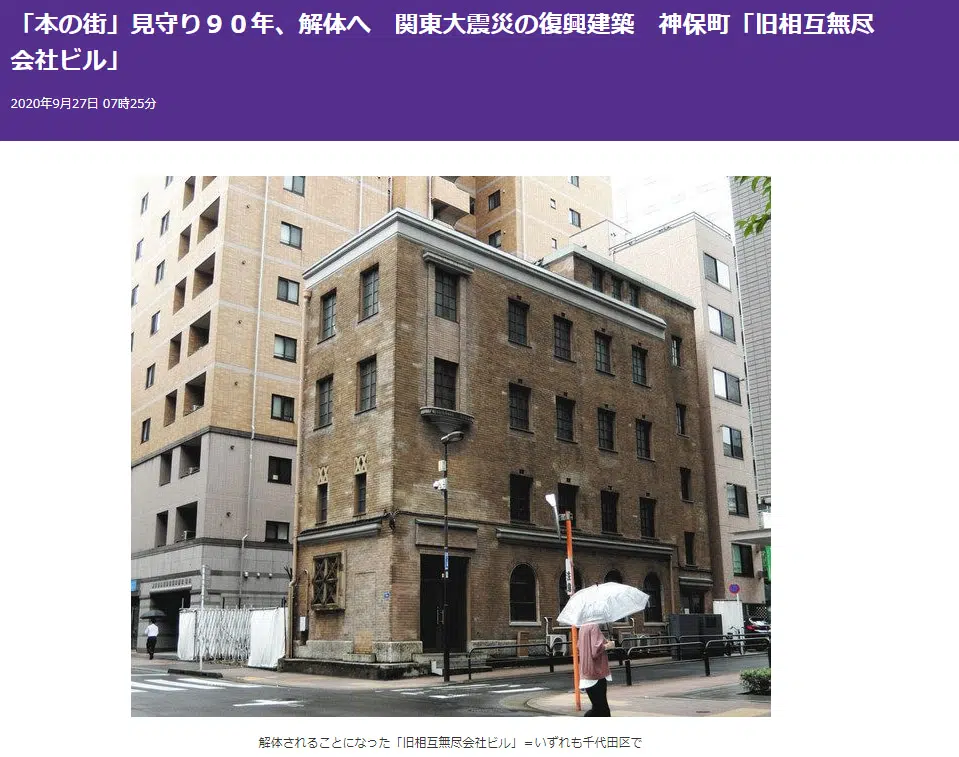 「本の街」見守り９０年、解体へ　関東大震災の復興建築　神保町「旧相互無尽
会社ビル」
2020年9月27日 07時25分
解体されることになった「旧相互無尽会社ビル」＝いずれも千代田区で